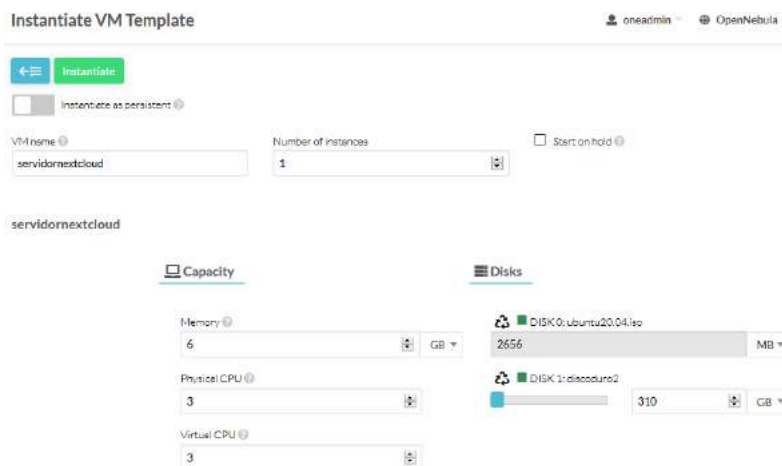 Instantiate VM Template
oneadmin OpenNebula
Instantiate
Instantiate as persistent
VM name Number of instances Start on hold
servidornextcloud 1
servidornextcloud
Capacity Disks
Memory DISK 0: ubuntu20.04.iso
6 GB 2656 MB
Physical CPU DISK 1: discoduro2
3 310 GB
Virtual CPU
3